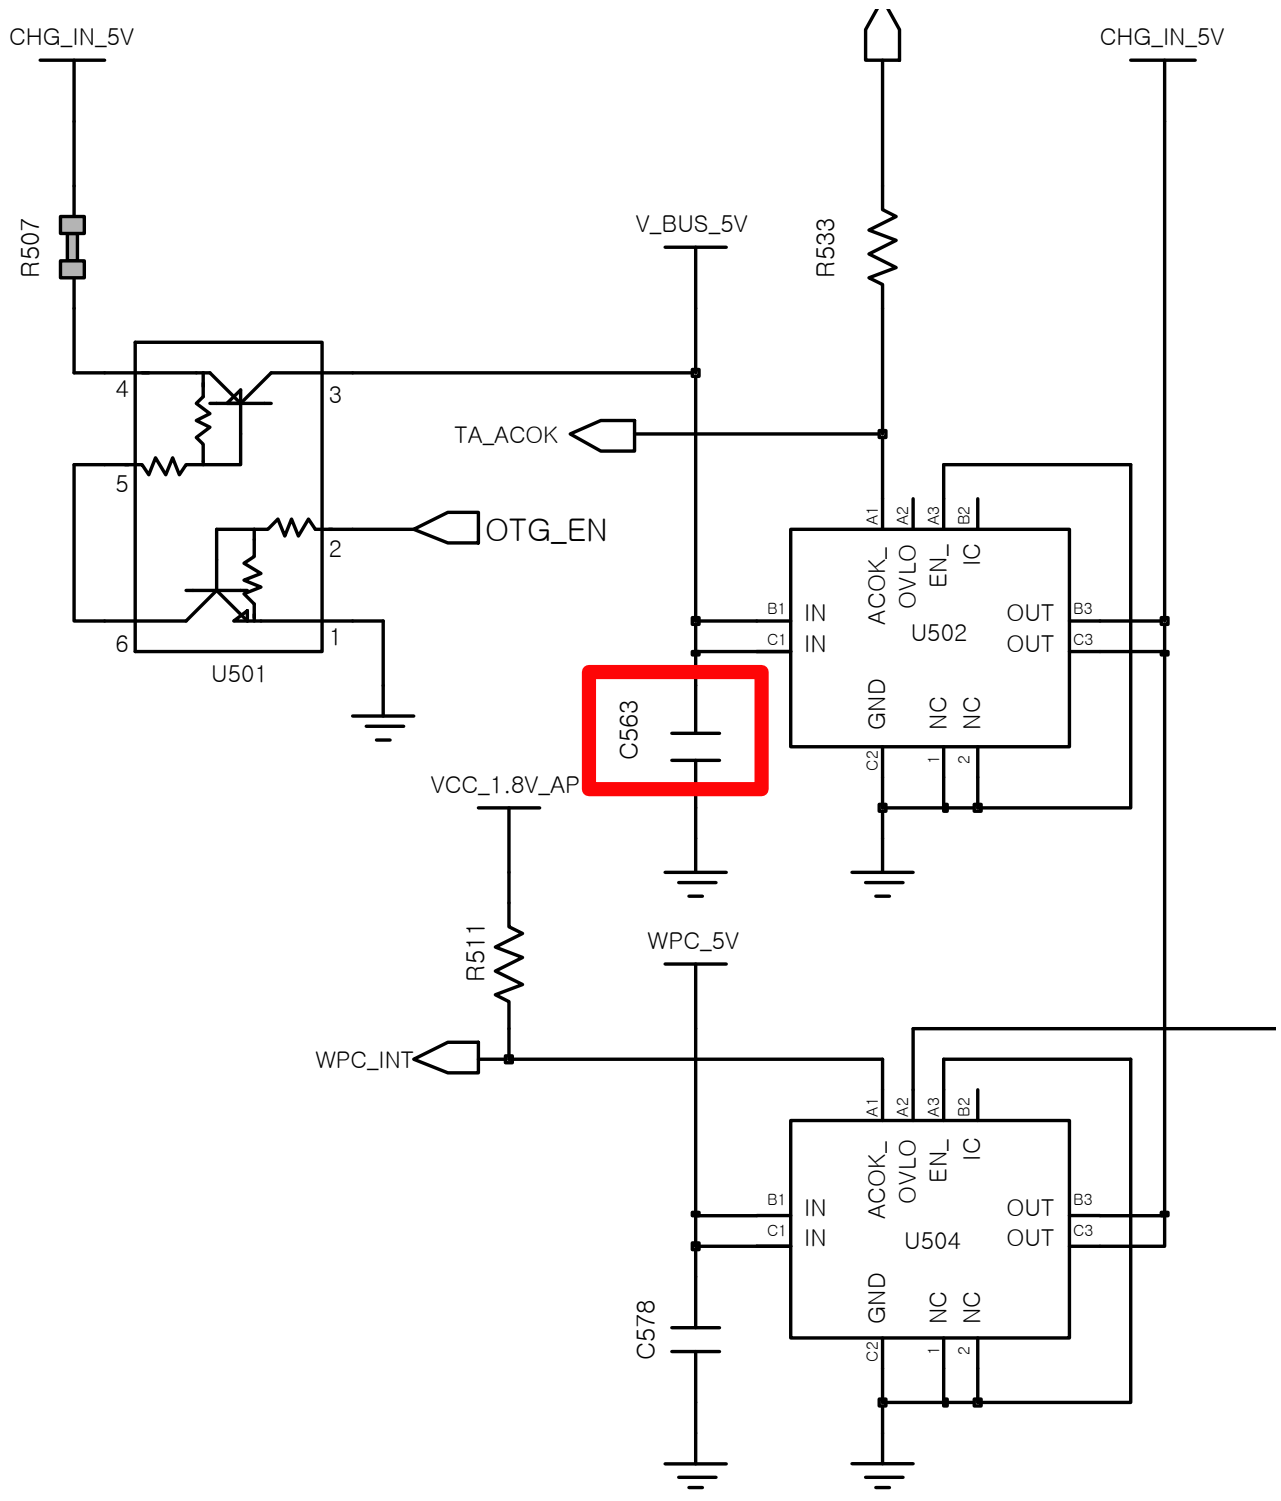 CHG_IN_5V
CHG_IN_5V
R507
V_BUS_5V
R533
4
3
TA_ACOK
5
OTG_EN
2
6
1
U501
A1
A2
A3
B2
ACOK_
OVLO
EN_
IC
B1
IN
OUT
B3
C1
IN
U502
OUT
C3
GND
NC
NC
C2
1
2
C563
VCC_1.8V_AP
R511
WPC_5V
WPC_INT
A1
A2
A3
B2
ACOK_
OVLO
EN_
IC
B1
IN
OUT
B3
C1
IN
U504
OUT
C3
GND
NC
NC
C2
1
2
C578